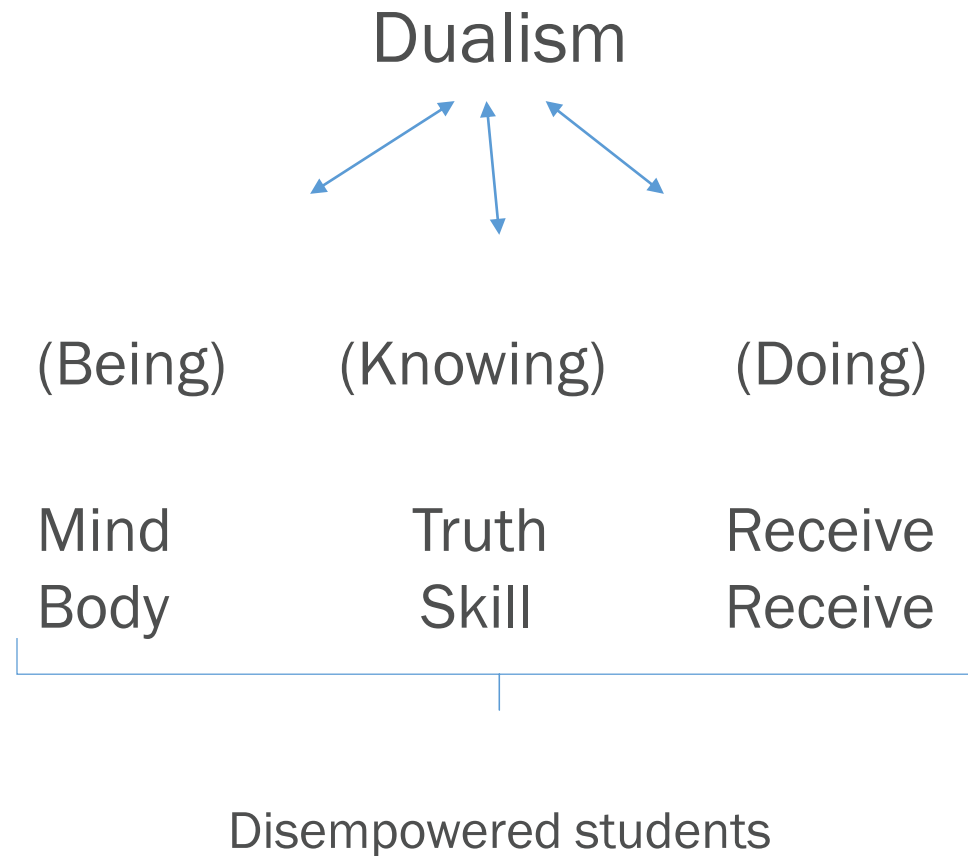 Dualism
(Being) (Knowing) (Doing)
Mind Truth Receive
Body Skill Receive
Disempowered students